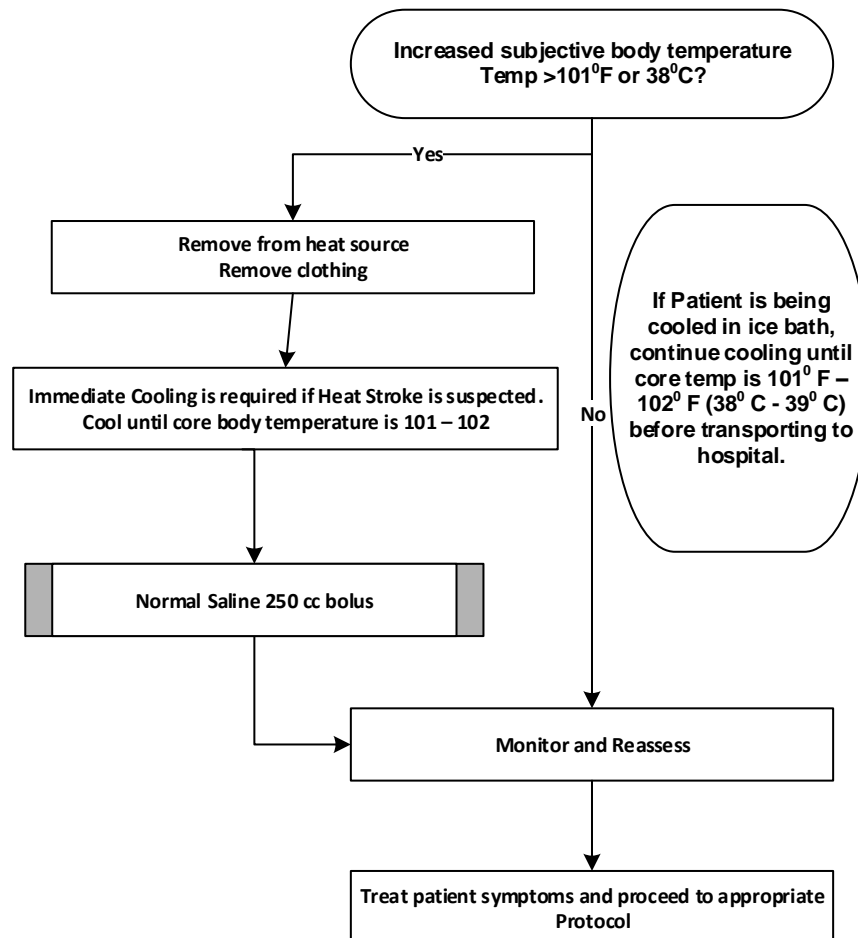 Increased subjective body temperature
Temp >101⁰F or 38⁰C?
Yes
Remove from heat source
Remove clothing
If Patient is being
cooled in ice bath,
continue cooling until
core temp is 101⁰ F –
102⁰ F (38⁰ C - 39⁰ C)
before transporting to
hospital.
Immediate Cooling is required if Heat Stroke is suspected.
Cool until core body temperature is 101 – 102
No
Normal Saline 250 cc bolus
Monitor and Reassess
Treat patient symptoms and proceed to appropriate
Protocol